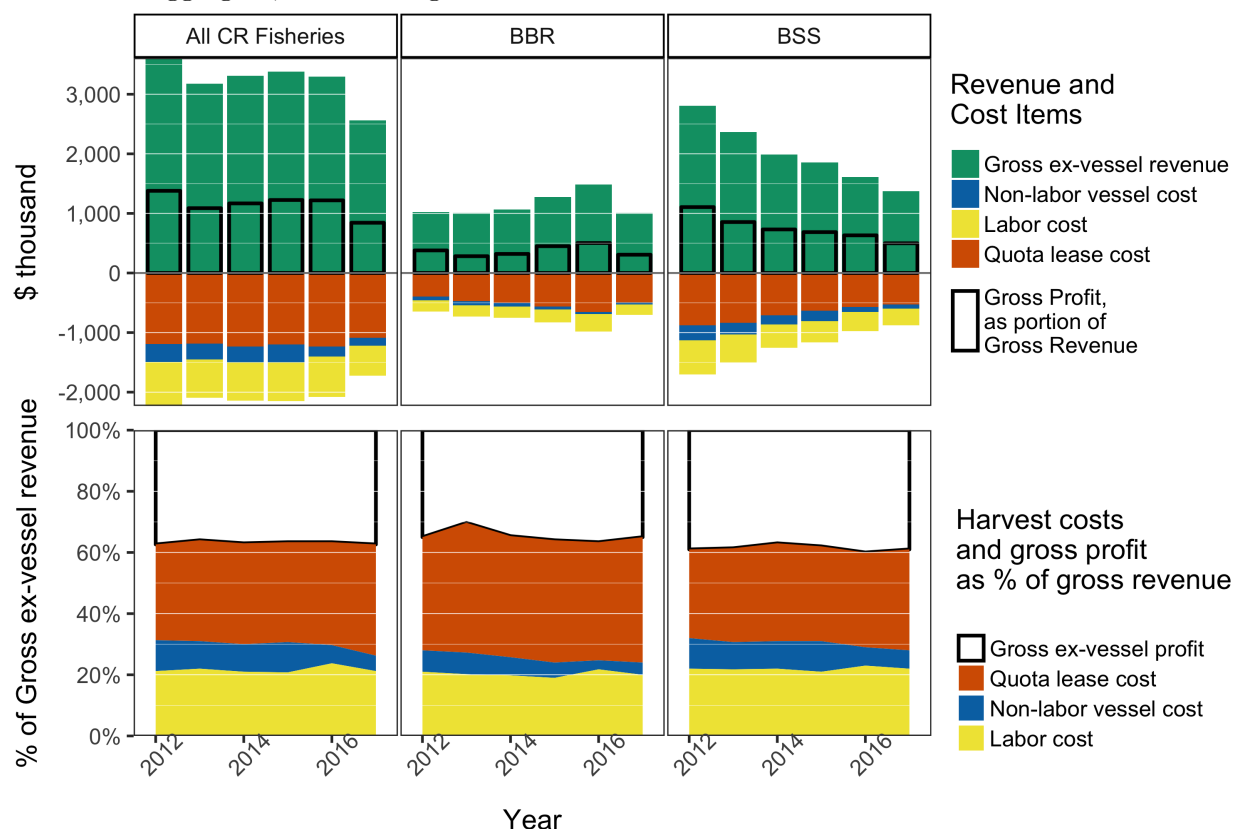 All CR Fisheries
BBR
BSS
$ thousand
3,000
2,000
1,000
0
-1,000
-2,000
Revenue and
Cost Items
Gross ex-vessel revenue
Non-labor vessel cost
Labor cost
Quota lease cost
Gross Profit,
as portion of
Gross Revenue
% of Gross ex-vessel revenue
100%
80%
60%
40%
20%
0%
2012
2014
2016
2012
2014
2016
2012
2014
2016
Year
Harvest costs
and gross profit
as % of gross revenue
Gross ex-vessel profit
Quota lease cost
Non-labor vessel cost
Labor cost